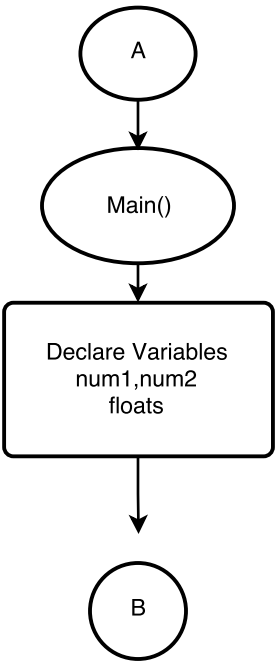 A
Main()
Declare Variables
num1,num2
floats
B